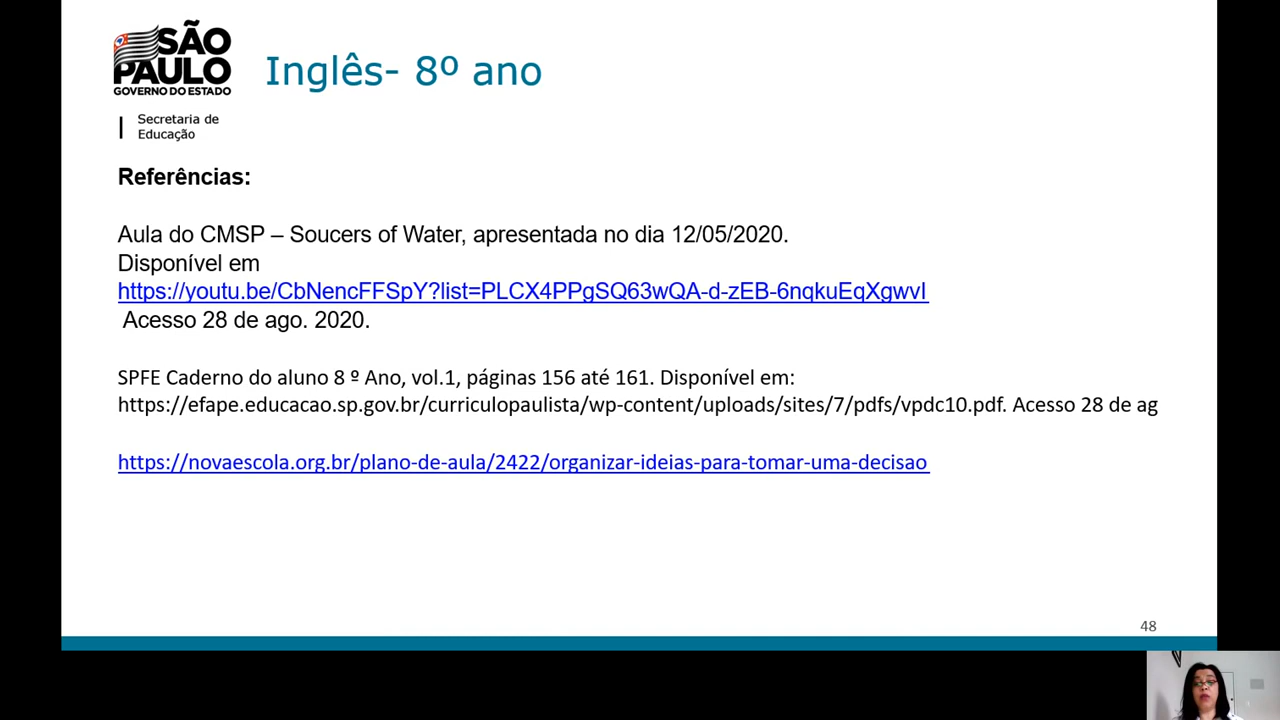 SÃO
PAULO
GOVERNO DO ESTADO
Secretaria de
Educação
Inglês- 8º ano
Referências:
Aula do CMSP – Soucers of Water, apresentada no dia 12/05/2020.
Disponível em
https://youtu.be/CbNencFFSpY?list=PLCX4PPgSQ63wQA-d-zEB-6nqkuEqXgwvI
Acesso 28 de ago. 2020.
SPFE Caderno do aluno 8 º Ano, vol.1, páginas 156 até 161. Disponível em:
https://efape.educacao.sp.gov.br/curriculopaulista/wp-content/uploads/sites/7/pdfs/vpdc10.pdf. Acesso 28 de ag
https://novaescola.org.br/plano-de-aula/2422/organizar-ideias-para-tomar-uma-decisao
48